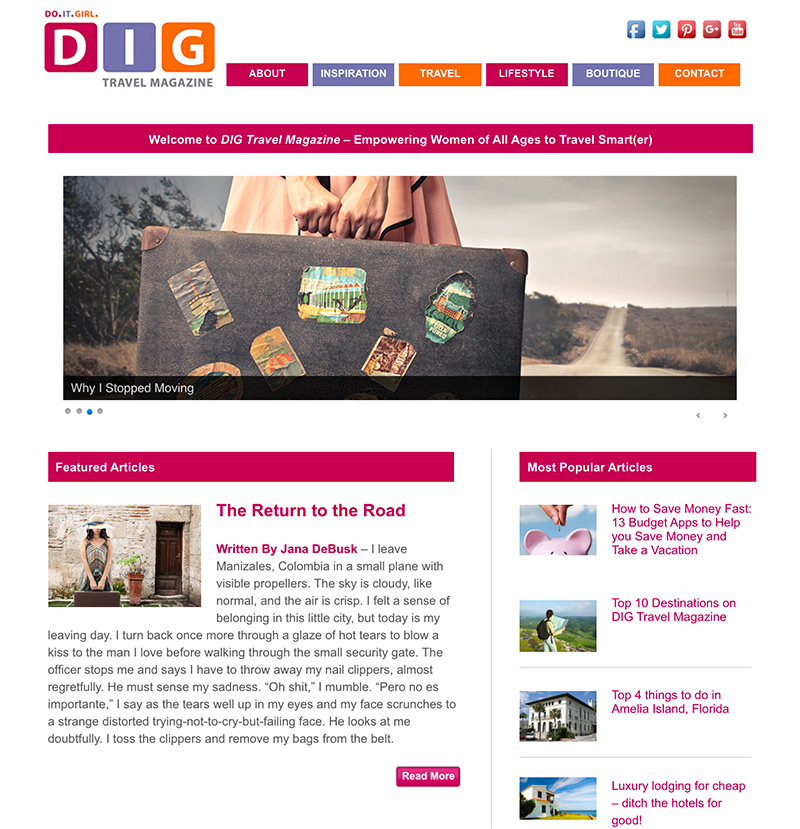 DO.IT.GIRL.
DIG
TRAVEL MAGAZINE
ABOUT
INSPIRATION
TRAVEL
LIFESTYLE
BOUTIQUE
CONTACT
Welcome to DIG Travel Magazine – Empowering Women of All Ages to Travel Smart(er)
Why I Stopped Moving
Featured Articles
The Return to the Road
Written By Jana DeBusk – I leave
Manizales, Colombia in a small plane with
visible propellers. The sky is cloudy, like
normal, and the air is crisp. I felt a sense of
belonging in this little city, but today is my
leaving day. I turn back once more through a glaze of hot tears to blow a
kiss to the man I love before walking through the small security gate. The
officer stops me and says I have to throw away my nail clippers, almost
regretfully. He must sense my sadness. “Oh shit,” I mumble. “Pero no es
importante,” I say as the tears well up in my eyes and my face scrunches to
a strange distorted trying-not-to-cry-but-failing face. He looks at me
doubtfully. I toss the clippers and remove my bags from the belt.
Read More
Most Popular Articles
How to Save Money Fast:
13 Budget Apps to Help
you Save Money and
Take a Vacation
Top 10 Destinations on
DIG Travel Magazine
Top 4 things to do in
Amelia Island, Florida
Luxury lodging for cheap
– ditch the hotels for
good!